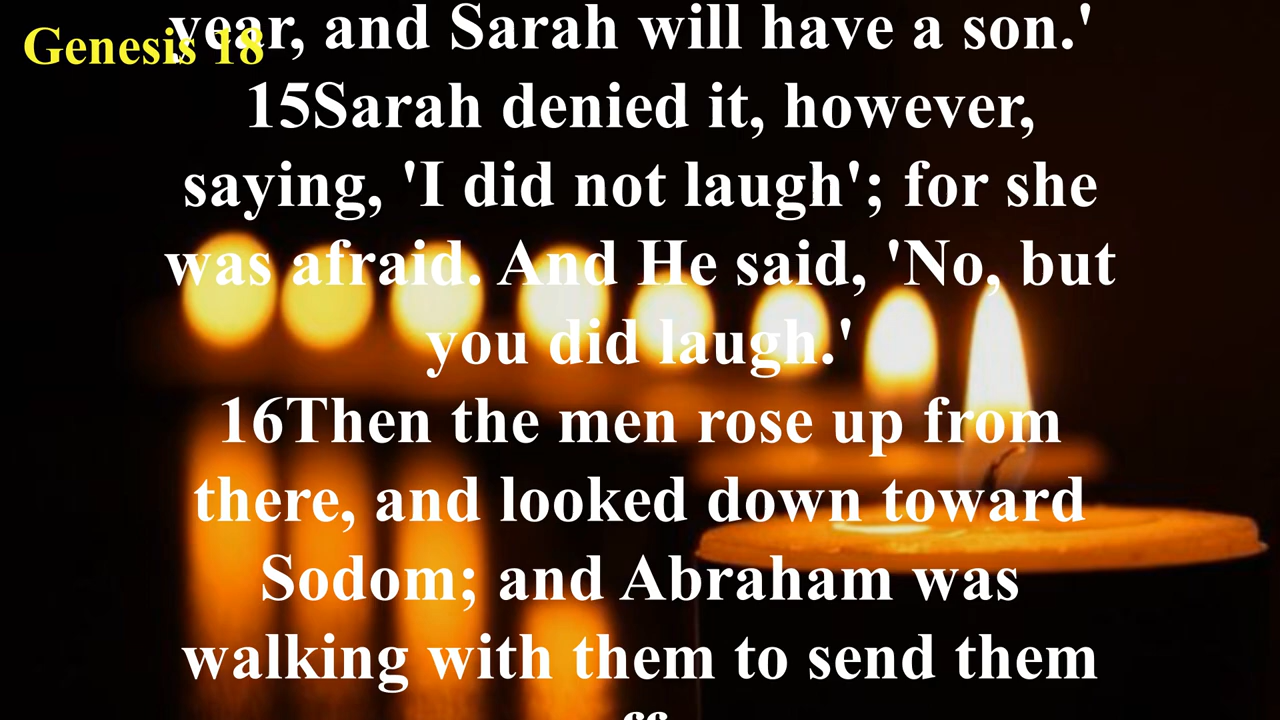 Genesis 18
year, and Sarah will have a son.'
15Sarah denied it, however,
saying, 'I did not laugh'; for she
was afraid. And He said, 'No, but
you did laugh.'
16Then the men rose up from
there, and looked down toward
Sodom; and Abraham was
walking with them to send them